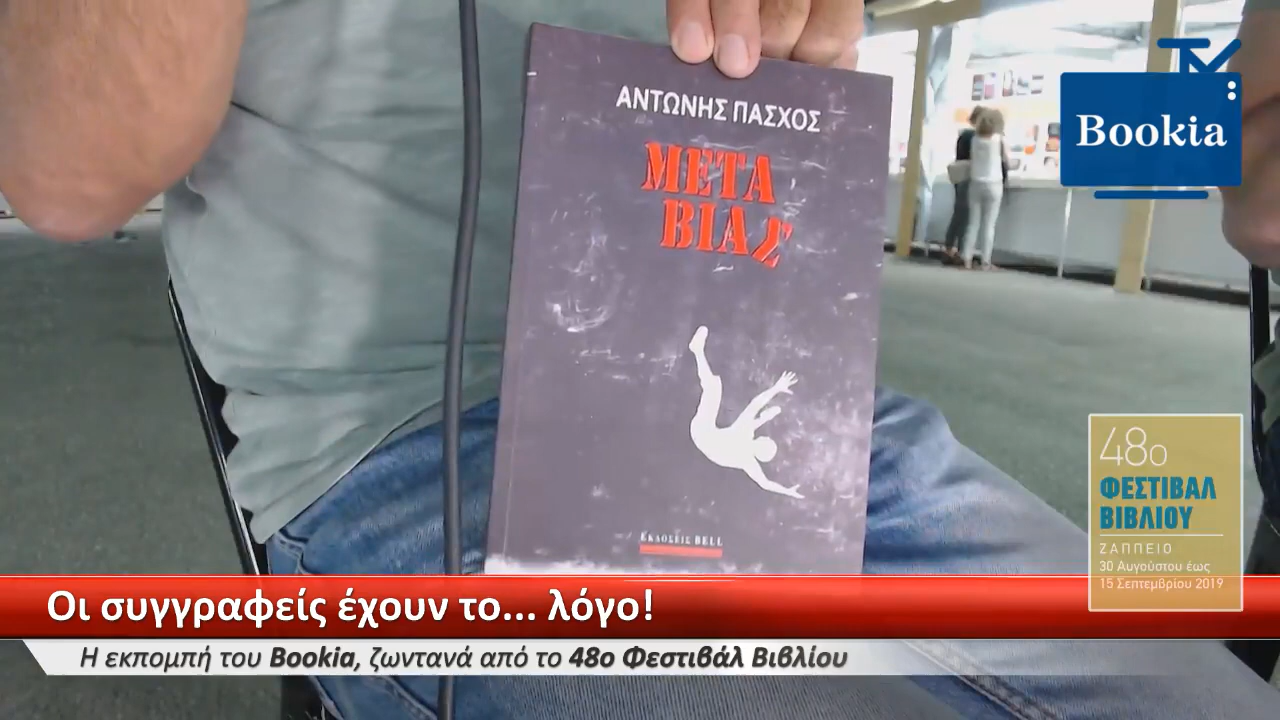 ΑΝΤΩΝΗΣ ΠΑΣΧΟΣ
ΜΕΤΑ
ΒΙΑΣ
ΕΚΔΟΣΕΙΣ BELL
TV
Bookia
48ο
ΦΕΣΤΙΒΑΛ
ΒΙΒΛΙΟΥ
ΖΑΠΠΕΙΟ
30 Αυγούστου έως
15 Σεπτεμβρίου 2019
Οι συγγραφείς έχουν το... λόγο!
Η εκπομπή του Bookia, ζωντανά από το 48ο Φεστιβάλ Βιβλίου